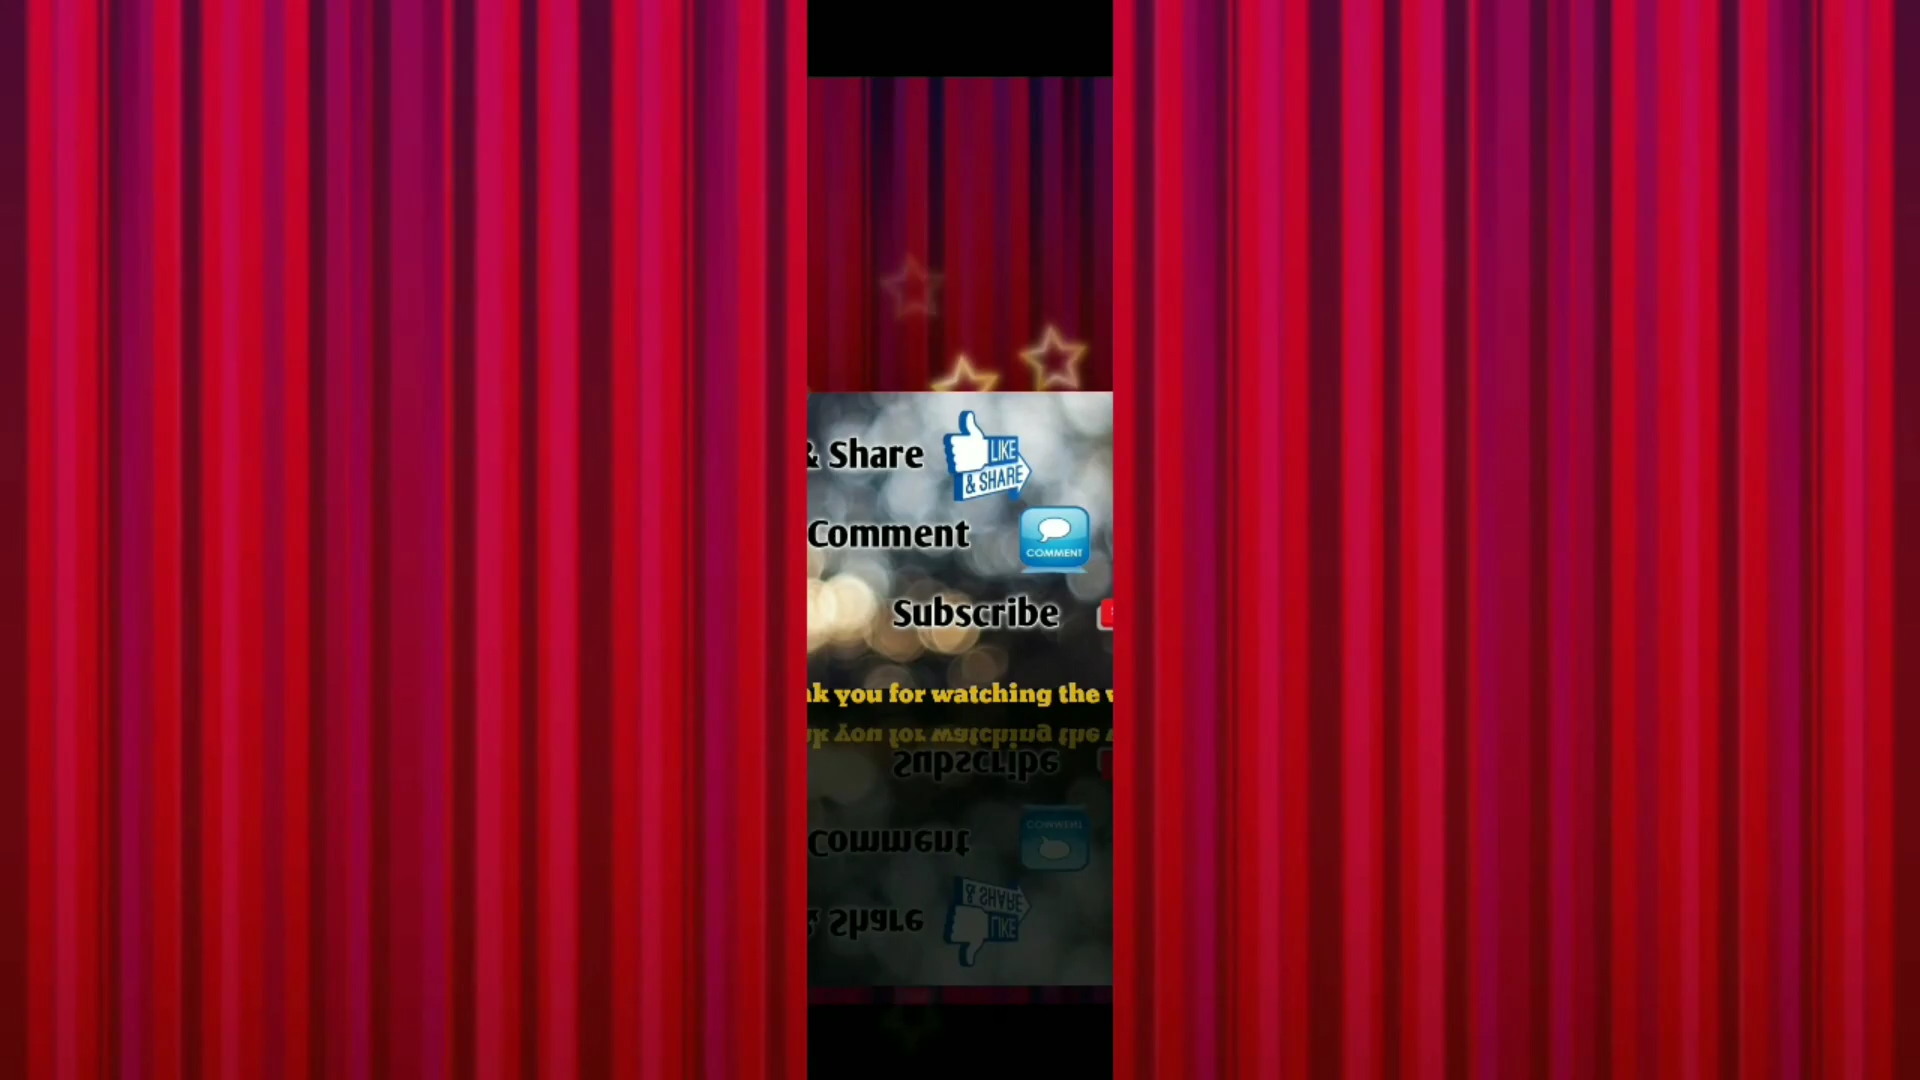 & Share
LIKE
& SHARE
Comment
COMMENT
Subscribe
you for watching the